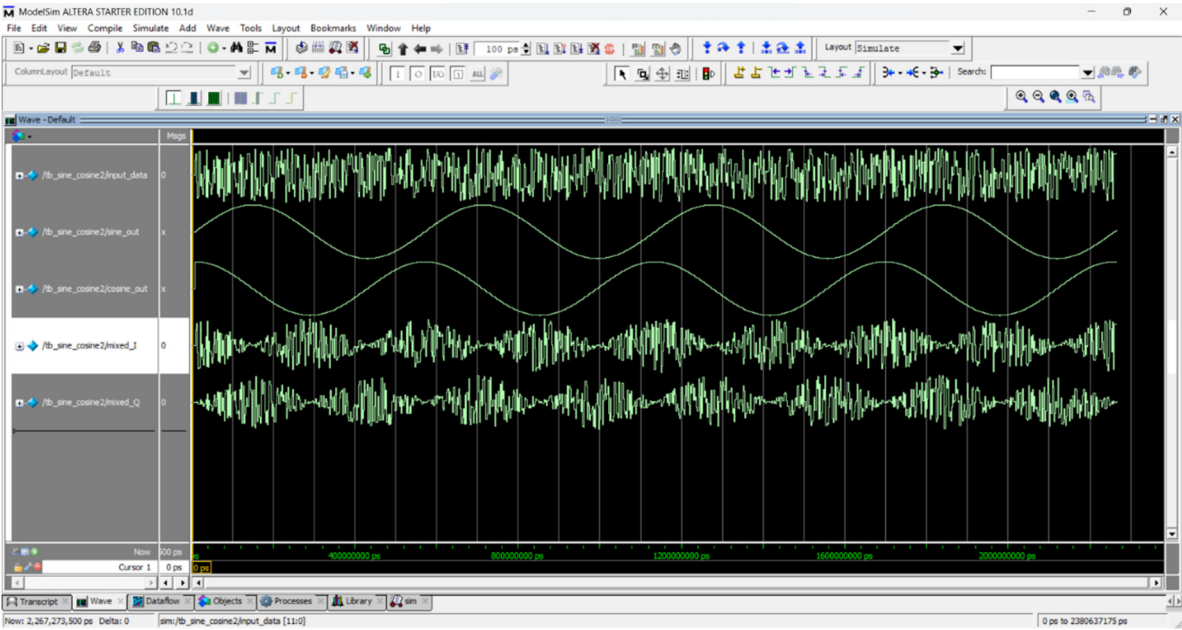 ModelSim ALTERA STARTER EDITION 10.1d
File Edit View Compile Simulate Add Wave Tools Layout Bookmarks Window Help
100 ps Layout Simulate
ColumnLayout Default Search:
Wave - Default
Msgs
/tb_sine_cosine2/input_data 0
/tb_sine_cosine2/sine_out x
/tb_sine_cosine2/cosine_out x
/tb_sine_cosine2/mixed_I 0
/tb_sine_cosine2/mixed_Q 0
Now 500 ps 400000000 ps 800000000 ps 1200000000 ps 1600000000 ps 2000000000 ps
Cursor 1 0 ps 0 ps
Transcript Wave Dataflow Objects Processes Library sim
Now: 2,267,273,500 ps Delta: 0 sim:/tb_sine_cosine2/input_data [11:0] 0 ps to 2380637175 ps